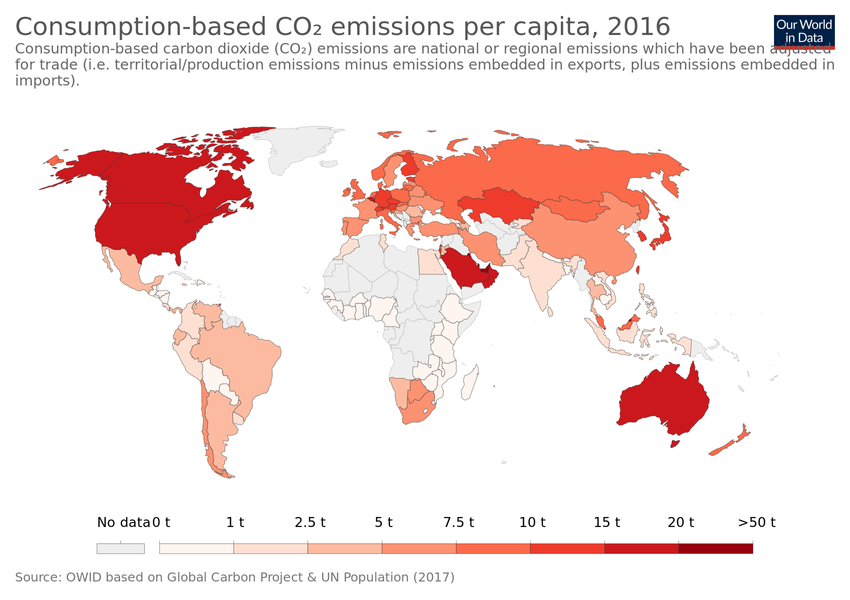 Consumption-based CO₂ emissions per capita, 2016
Our World
in Data
Consumption-based carbon dioxide (CO₂) emissions are national or regional emissions which have been adjusted
for trade (i.e. territorial/production emissions minus emissions embedded in exports, plus emissions embedded in
imports).
No data 0 t 1 t 2.5 t 5 t 7.5 t 10 t 15 t 20 t >50 t
Source: OWID based on Global Carbon Project & UN Population (2017)